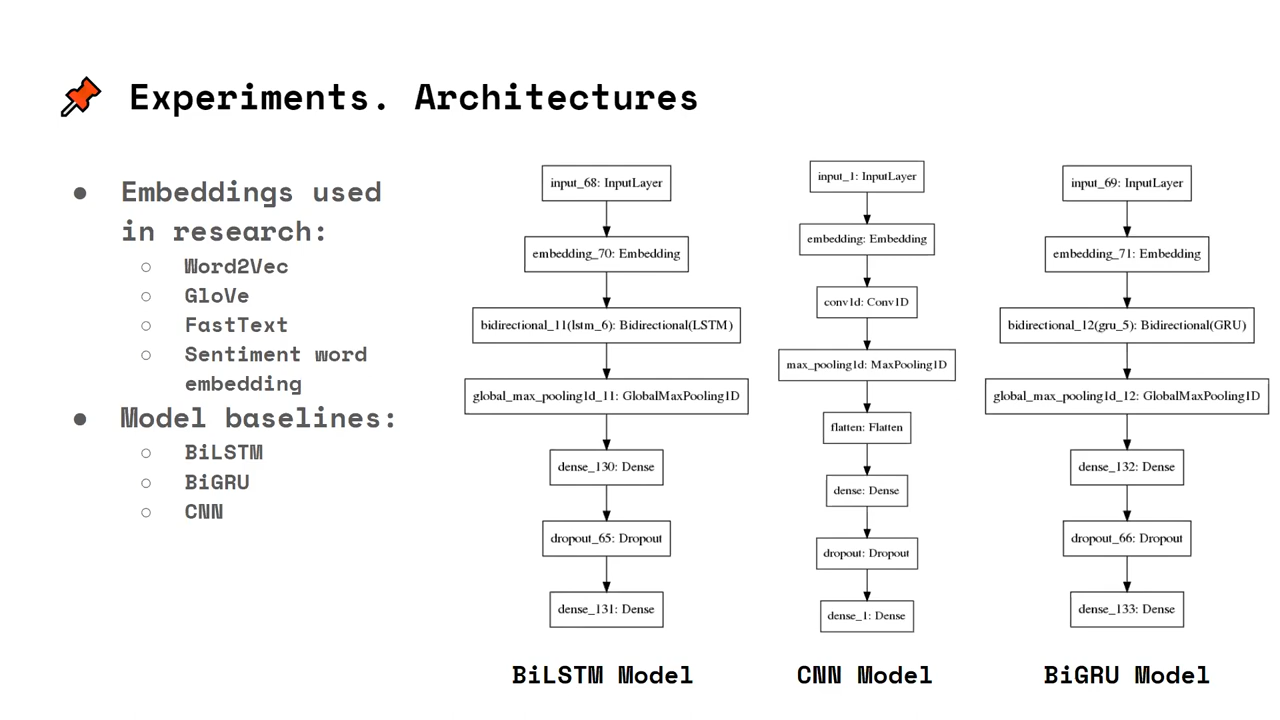 Experiments. Architectures
● Embeddings used
in research:
○ Word2Vec
○ GloVe
○ FastText
○ Sentiment word
embedding
● Model baselines:
○ BiLSTM
○ BiGRU
○ CNN
input_68: InputLayer
embedding_70: Embedding
bidirectional_11(lstm_6): Bidirectional(LSTM)
global_max_pooling1d_11: GlobalMaxPooling1D
dense_130: Dense
dropout_65: Dropout
dense_131: Dense
BiLSTM Model
input_1: InputLayer
embedding: Embedding
conv1d: Conv1D
max_pooling1d: MaxPooling1D
flatten: Flatten
dense: Dense
dropout: Dropout
dense_1: Dense
CNN Model
input_69: InputLayer
embedding_71: Embedding
bidirectional_12(gru_5): Bidirectional(GRU)
global_max_pooling1d_12: GlobalMaxPooling1D
dense_132: Dense
dropout_66: Dropout
dense_133: Dense
BiGRU Model